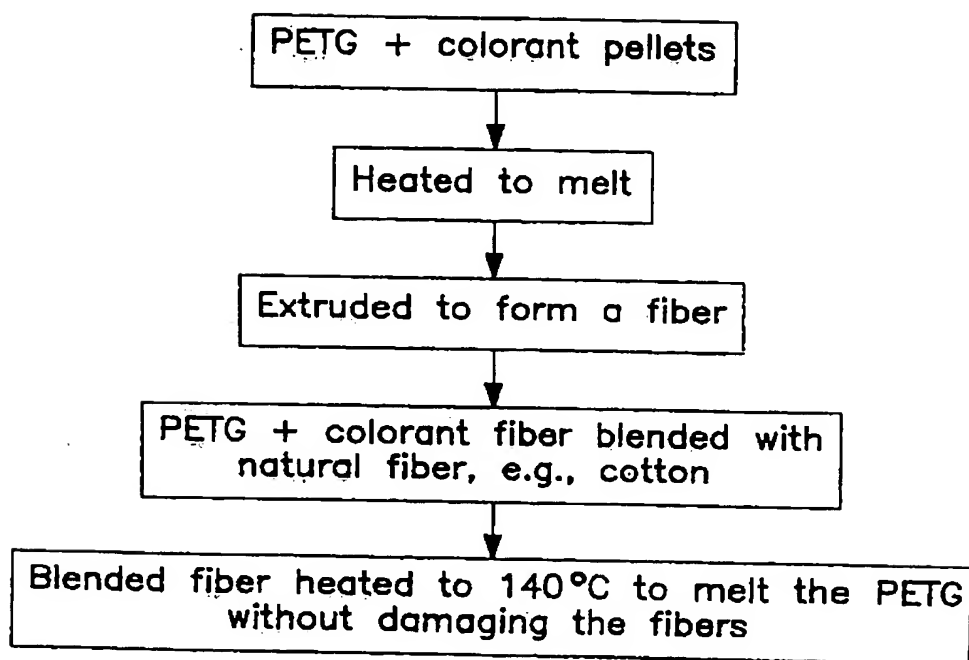 PETG + colorant pellets
Heated to melt
Extruded to form a fiber
PETG + colorant fiber blended with
natural fiber, e.g., cotton
Blended fiber heated to 140°C to melt the PETG
without damaging the fibers